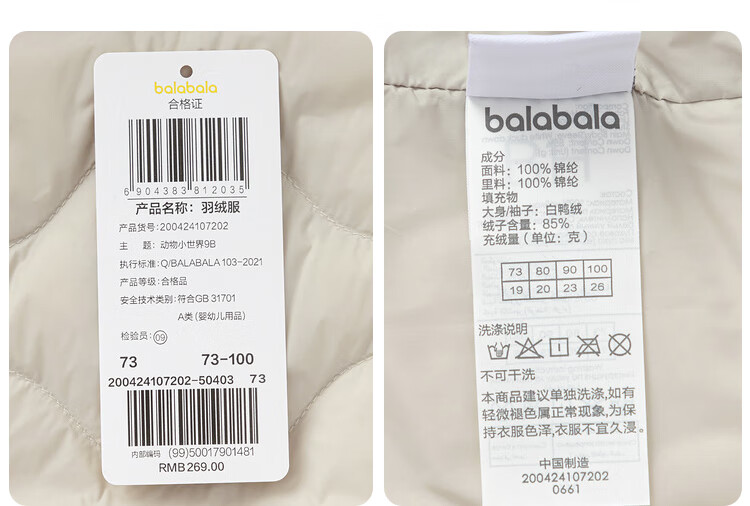 balabala
合格证
6904383812035
产品名称：羽绒服
产品货号:200424107202
主 题：动物小世界9B
执行标准:Q/BALABALA 103-2021
产品等级:合格品
安全技术类别:符合GB 31701
A类(婴幼儿用品)
检验员:09
73 73-100
200424107202-50403 73
内部编码 (99)50017901481
RMB269.00
balabala
成分
面料：100%锦纶
里料：100%锦纶
填充物
大身/袖子：白鸭绒
绒子含量：85%
充绒量（单位：克）
73 80 90 100
19 20 23 26
洗涤说明
不可干洗
本商品建议单独洗涤,如有
轻微褪色属正常现象,为保
持衣服色泽,衣服不宜久浸。
中国制造
200424107202
0661